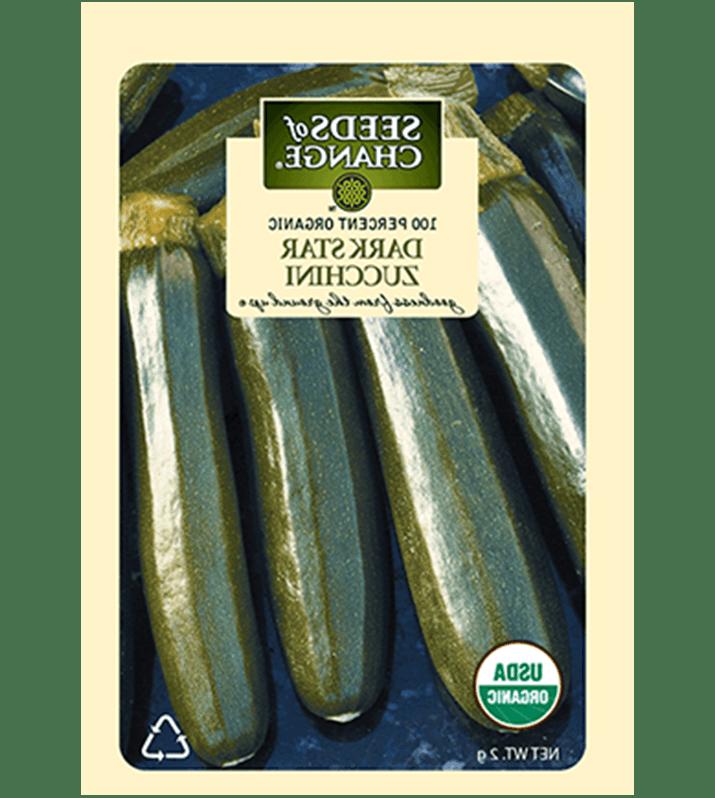 SEEDS of
CHANGE®
™
100 PERCENT ORGANIC
DARK STAR
ZUCCHINI
goodness from the ground up
USDA
ORGANIC
NET WT. 2 g